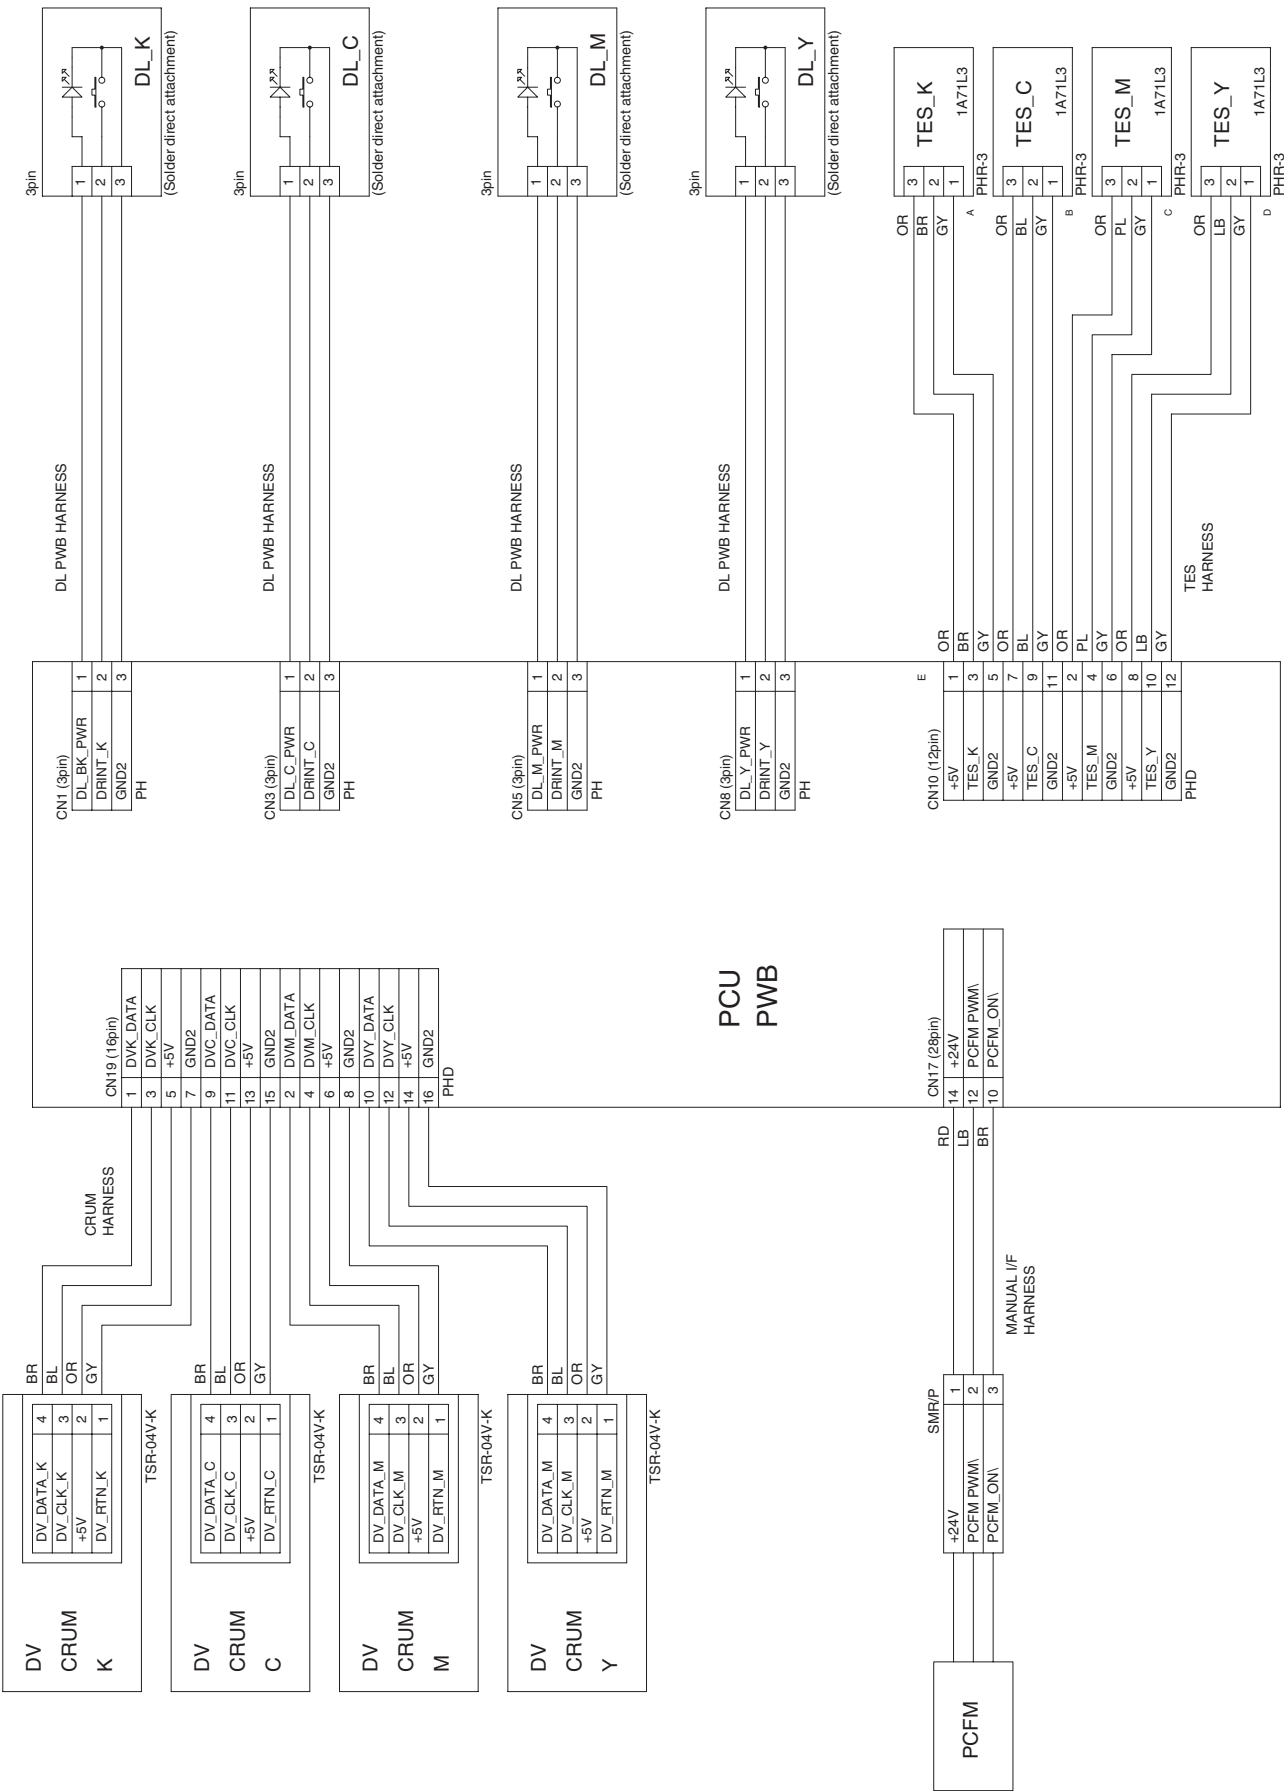 DV
CRUM
K
DV_DATA_K 4 BR
DV_CLK_K 3 BL
+5V 2 OR
DV_RTN_K 1 GY
TSR-04V-K
DV
CRUM
C
DV_DATA_C 4 BR
DV_CLK_C 3 BL
+5V 2 OR
DV_RTN_C 1 GY
TSR-04V-K
DV
CRUM
M
DV_DATA_M 4 BR
DV_CLK_M 3 BL
+5V 2 OR
DV_RTN_M 1 GY
TSR-04V-K
DV
CRUM
Y
DV_DATA_M 4 BR
DV_CLK_M 3 BL
+5V 2 OR
DV_RTN_M 1 GY
TSR-04V-K
CRUM
HARNESS
CN19 (16pin)
1 DVK_DATA
3 DVK_CLK
5 +5V
7 GND2
9 DVC_DATA
11 DVC_CLK
13 +5V
15 GND2
2 DVM_DATA
4 DVM_CLK
6 +5V
8 GND2
10 DVY_DATA
12 DVY_CLK
14 +5V
16 GND2
PHD
PCU
PWB
PCFM
SMR/P
+24V 1
PCFM PWM\ 2
PCFM_ON\ 3
MANUAL I/F
HARNESS
RD
LB
BR
CN17 (28pin)
14 +24V
12 PCFM PWM\
10 PCFM_ON\
CN1 (3pin)
DL_BK_PWR 1
DRINT_K 2
GND2 3
PH
DL PWB HARNESS
3pin
1
2
3
DL_K
(Solder direct attachment)
CN3 (3pin)
DL_C_PWR 1
DRINT_C 2
GND2 3
PH
DL PWB HARNESS
3pin
1
2
3
DL_C
(Solder direct attachment)
CN5 (3pin)
DL_M_PWR 1
DRINT_M 2
GND2 3
PH
DL PWB HARNESS
3pin
1
2
3
DL_M
(Solder direct attachment)
CN8 (3pin)
DL_Y_PWR 1
DRINT_Y 2
GND2 3
PH
DL PWB HARNESS
3pin
1
2
3
DL_Y
(Solder direct attachment)
E
CN10 (12pin)
+5V 1 OR
TES_K 3 BR
GND2 5 GY
+5V 7 OR
TES_C 9 BL
GND2 11 GY
+5V 2 OR
TES_M 4 PL
GND2 6 GY
+5V 8 OR
TES_Y 10 LB
GND2 12 GY
PHD
TES
HARNESS
OR 3
BR 2
GY 1
A PHR-3
TES_K
1A71L3
OR 3
BL 2
GY 1
B PHR-3
TES_C
1A71L3
OR 3
PL 2
GY 1
C PHR-3
TES_M
1A71L3
OR 3
LB 2
GY 1
D PHR-3
TES_Y
1A71L3